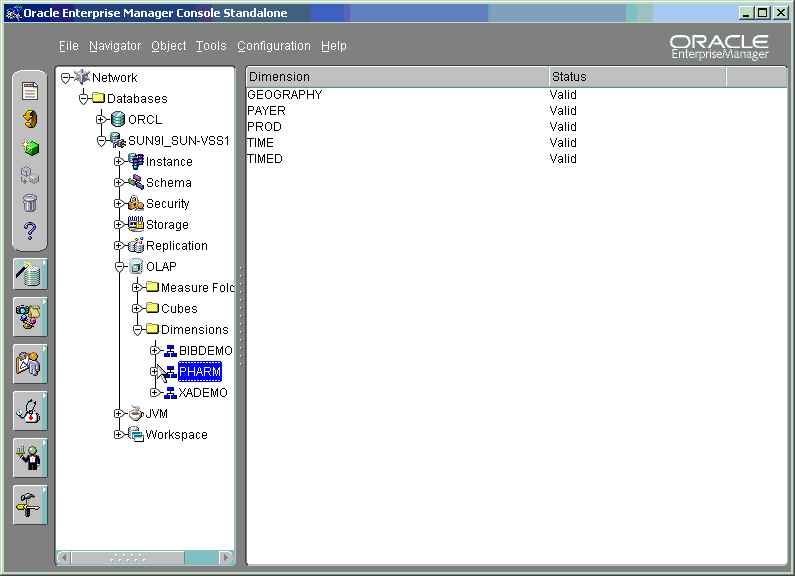 Oracle Enterprise Manager Console Standalone
File Navigator Object Tools Configuration Help
ORACLE
EnterpriseManager
Network
Databases
ORCL
SUN9I_SUN-VSS1
Instance
Schema
Security
Storage
Replication
OLAP
Measure Fold
Cubes
Dimensions
BIBDEMO
PHARM
XADEMO
JVM
Workspace
Dimension Status
GEOGRAPHY Valid
PAYER Valid
PROD Valid
TIME Valid
TIMED Valid
?